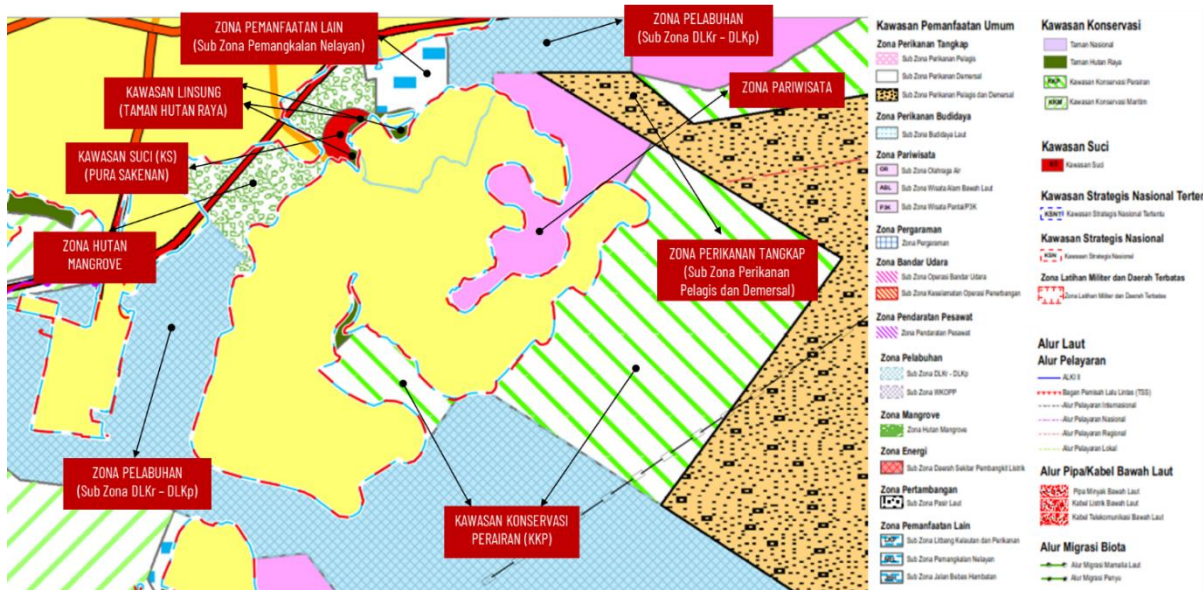 ZONA PEMANFAATAN LAIN
(Sub Zona Pemangkalan Nelayan)
ZONA PELABUHAN
(Sub Zona DLKr – DLKp)
KAWASAN LINSUNG
(TAMAN HUTAN RAYA)
ZONA PARIWISATA
KAWASAN SUCI (KS)
(PURA SAKENAN)
ZONA HUTAN
MANGROVE
ZONA PERIKANAN TANGKAP
(Sub Zona Perikanan
Pelagis dan Demersal)
ZONA PELABUHAN
(Sub Zona DLKr – DLKp)
KAWASAN KONSERVASI
PERAIRAN (KKP)
Kawasan Pemanfaatan Umum
Zona Perikanan Tangkap
Sub Zona Perikanan Pelagis
Sub Zona Perikanan Demersal
Sub Zona Perikanan Pelagis dan Demersal
Zona Perikanan Budidaya
Sub Zona Budidaya Laut
Zona Pariwisata
OR Sub Zona Olahraga Air
ABL Sub Zona Wisata Alam Bawah Laut
P3K Sub Zona Wisata Pantai/P3K
Zona Pergaraman
Zona Pergaraman
Zona Bandar Udara
Sub Zona Operasi Bandar Udara
Sub Zona Keselamatan Operasi Penerbangan
Zona Pendaratan Pesawat
Zona Pendaratan Pesawat
Zona Pelabuhan
Sub Zona DLKr - DLKp
Sub Zona WKOPP
Zona Mangrove
Zona Hutan Mangrove
Zona Energi
Sub Zona Daerah Sekitar Pembangkit Listrik
Zona Pertambangan
Sub Zona Pasir Laut
Zona Pemanfaatan Lain
Sub Zona Litbang Kelautan dan Perikanan
Sub Zona Pemangkalan Nelayan
Sub Zona Jalan Bebas Hambatan
Kawasan Konservasi
Taman Nasional
Taman Hutan Raya
KKP Kawasan Konservasi Perairan
KKM Kawasan Konservasi Maritim
Kawasan Suci
Kawasan Suci
Kawasan Strategis Nasional Terter
KSNT Kawasan Strategis Nasional Tertentu
Kawasan Strategis Nasional
KSN Kawasan Strategis Nasional
Zona Latihan Militer dan Daerah Terbatas
Zona Latihan Militer dan Daerah Terbatas
Alur Laut
Alur Pelayaran
ALKI II
Bagan Pemisah Lalu Lintas (TSS)
Alur Pelayaran Internasional
Alur Pelayaran Nasional
Alur Pelayaran Regional
Alur Pelayaran Lokal
Alur Pipa/Kabel Bawah Laut
Pipa Minyak Bawah Laut
Kabel Listrik Bawah Laut
Kabel Telekomunikasi Bawah Laut
Alur Migrasi Biota
Alur Migrasi Mamalia Laut
Alur Migrasi Penyu